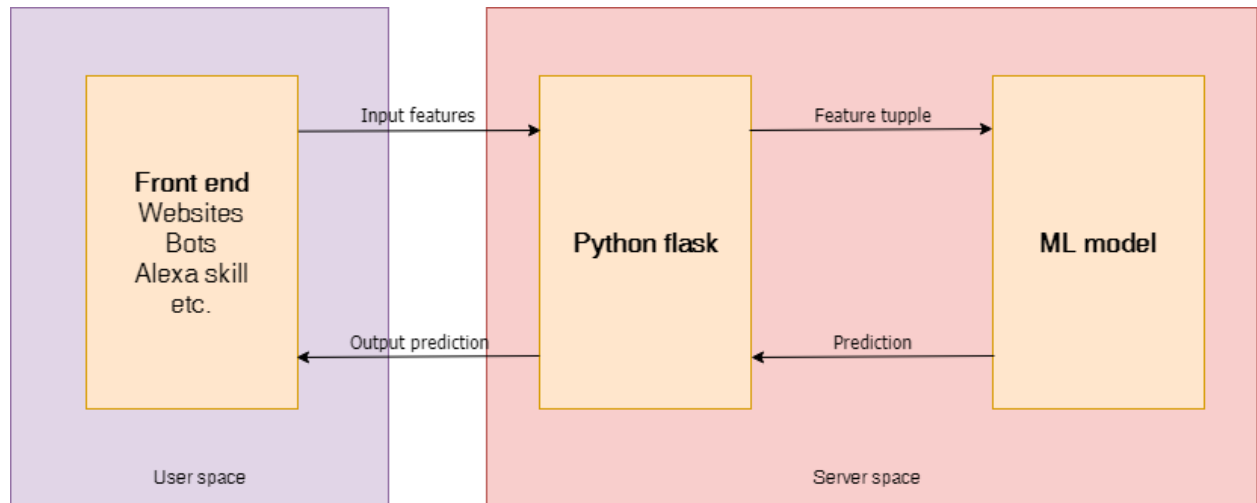 Input features
Feature tupple
Front end
Websites
Bots
Alexa skill
etc.
Python flask
ML model
Output prediction
Prediction
User space
Server space